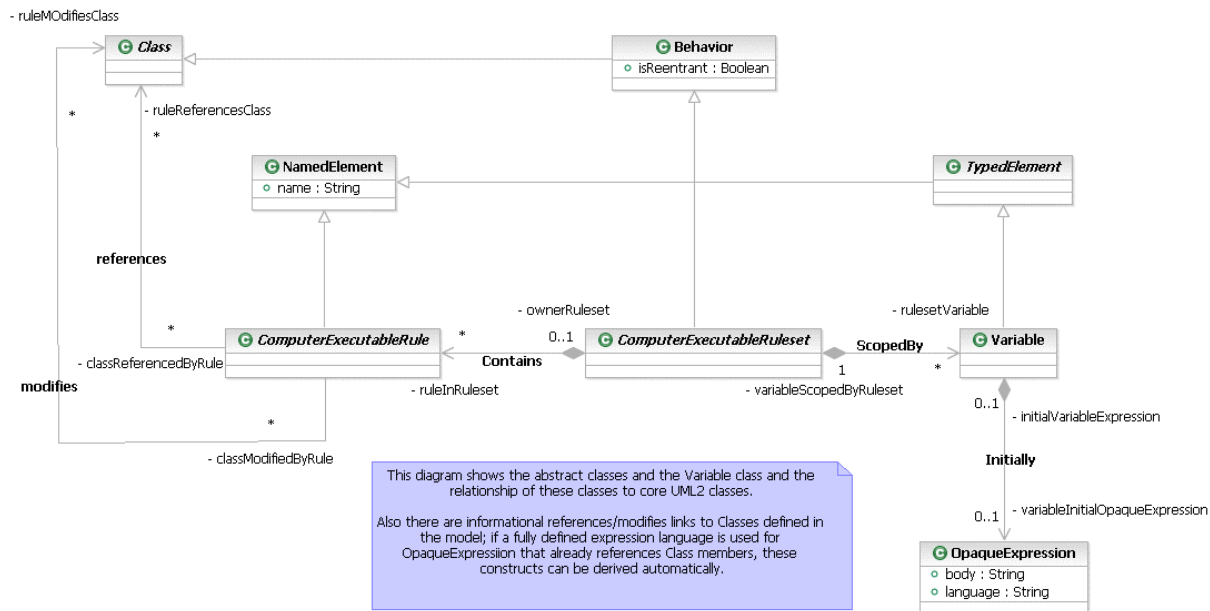 - ruleMOdifiesClass
C Class
C Behavior
isReentrant : Boolean
*
- ruleReferencesClass
*
C NamedElement
name : String
C TypedElement
references
- ownerRuleset
- rulesetVariable
*
C ComputerExecutableRule
*
0..1
C ComputerExecutableRuleset
ScopedBy
C Variable
- classReferencedByRule
Contains
1
*
modifies
- ruleInRuleset
- variableScopedByRuleset
0..1
*
- initialVariableExpression
- classModifiedByRule
Initially
This diagram shows the abstract classes and the Variable class and the
relationship of these classes to core UML2 classes.
Also there are informational references/modifies links to Classes defined in
the model; if a fully defined expression language is used for
OpaqueExpressiion that already references Class members, these
constructs can be derived automatically.
- variableInitialOpaqueExpression
0..1
C OpaqueExpression
body : String
language : String